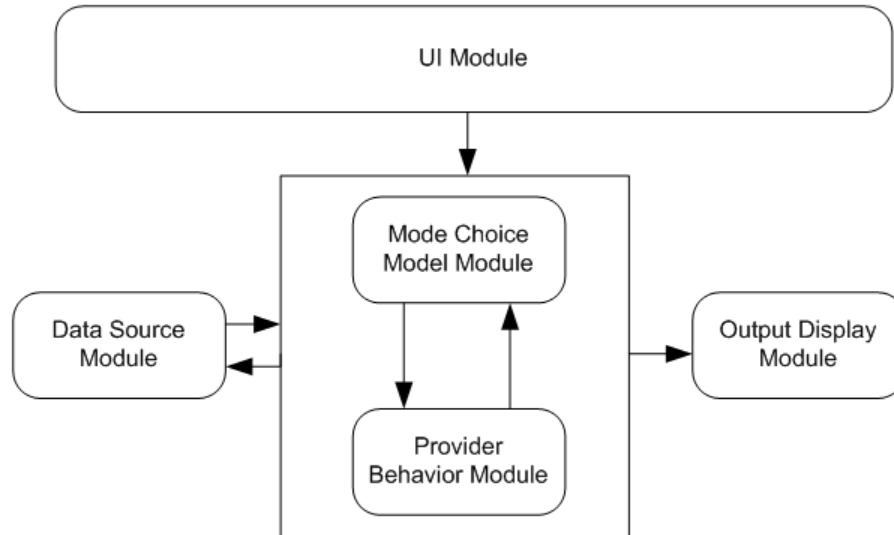 UI Module
Mode Choice
Model Module
Data Source
Module
Output Display
Module
Provider
Behavior Module